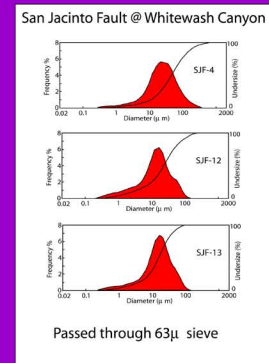 San Jacinto Fault @ Whitewash Canyon
8
6
4
2
0
Frequency %
100
0
Undersize (%)
SJF-4
0.02 0.1 1 10 100 2000
Diameter (μ m)
8
6
4
2
0
Frequency %
100
0
Undersize (%)
SJF-12
0.02 0.1 1 10 100 2000
Diameter (μ m)
8
6
4
2
0
Frequency %
100
0
Undersize (%)
SJF-13
0.02 0.1 1 10 100 2000
Diameter (μ m)
Passed through 63μ sieve